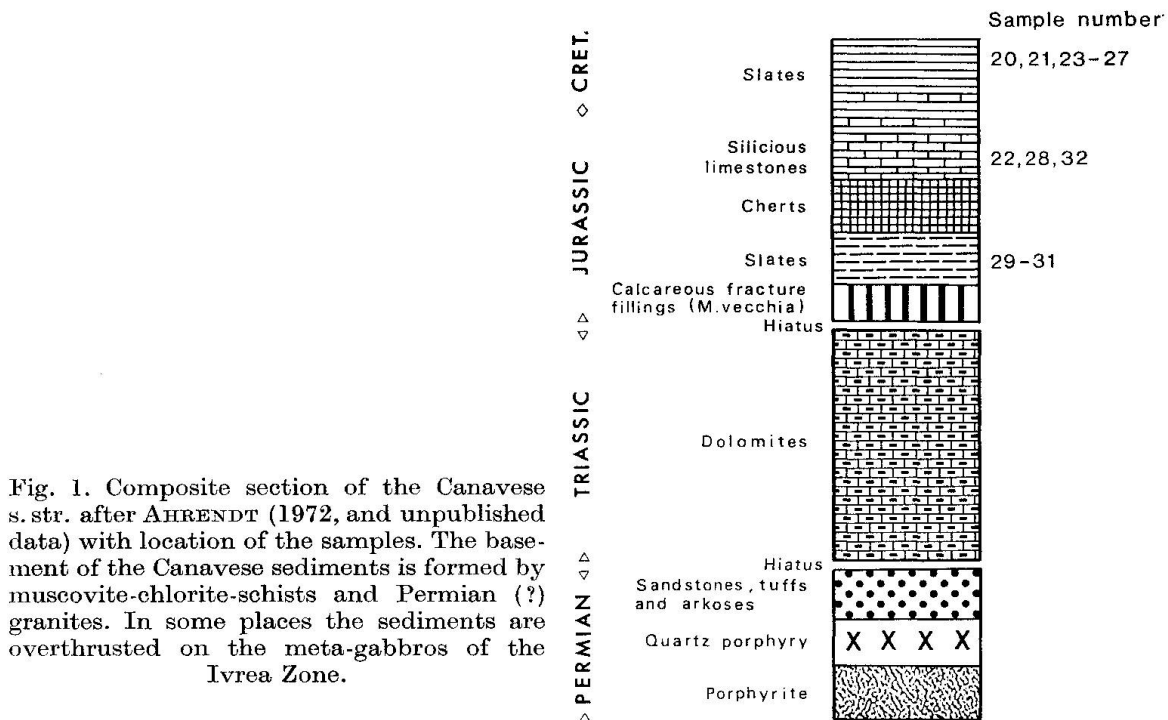 Sample number
CRET.
JURASSIC
TRIASSIC
PERMIAN
Slates
20,21,23-27
Silicious
limestones
22,28,32
Cherts
Slates
29-31
Calcareous fracture
fillings (M.vecchia)
Hiatus
Dolomites
Hiatus
Sandstones, tuffs
and arkoses
Quartz porphyry
X X X X
Porphyrite
Fig. 1. Composite section of the Canavese
s. str. after AHRENDT (1972, and unpublished
data) with location of the samples. The base-
ment of the Canavese sediments is formed by
muscovite-chlorite-schists and Permian (?)
granites. In some places the sediments are
overthrusted on the meta-gabbros of the
Ivrea Zone.